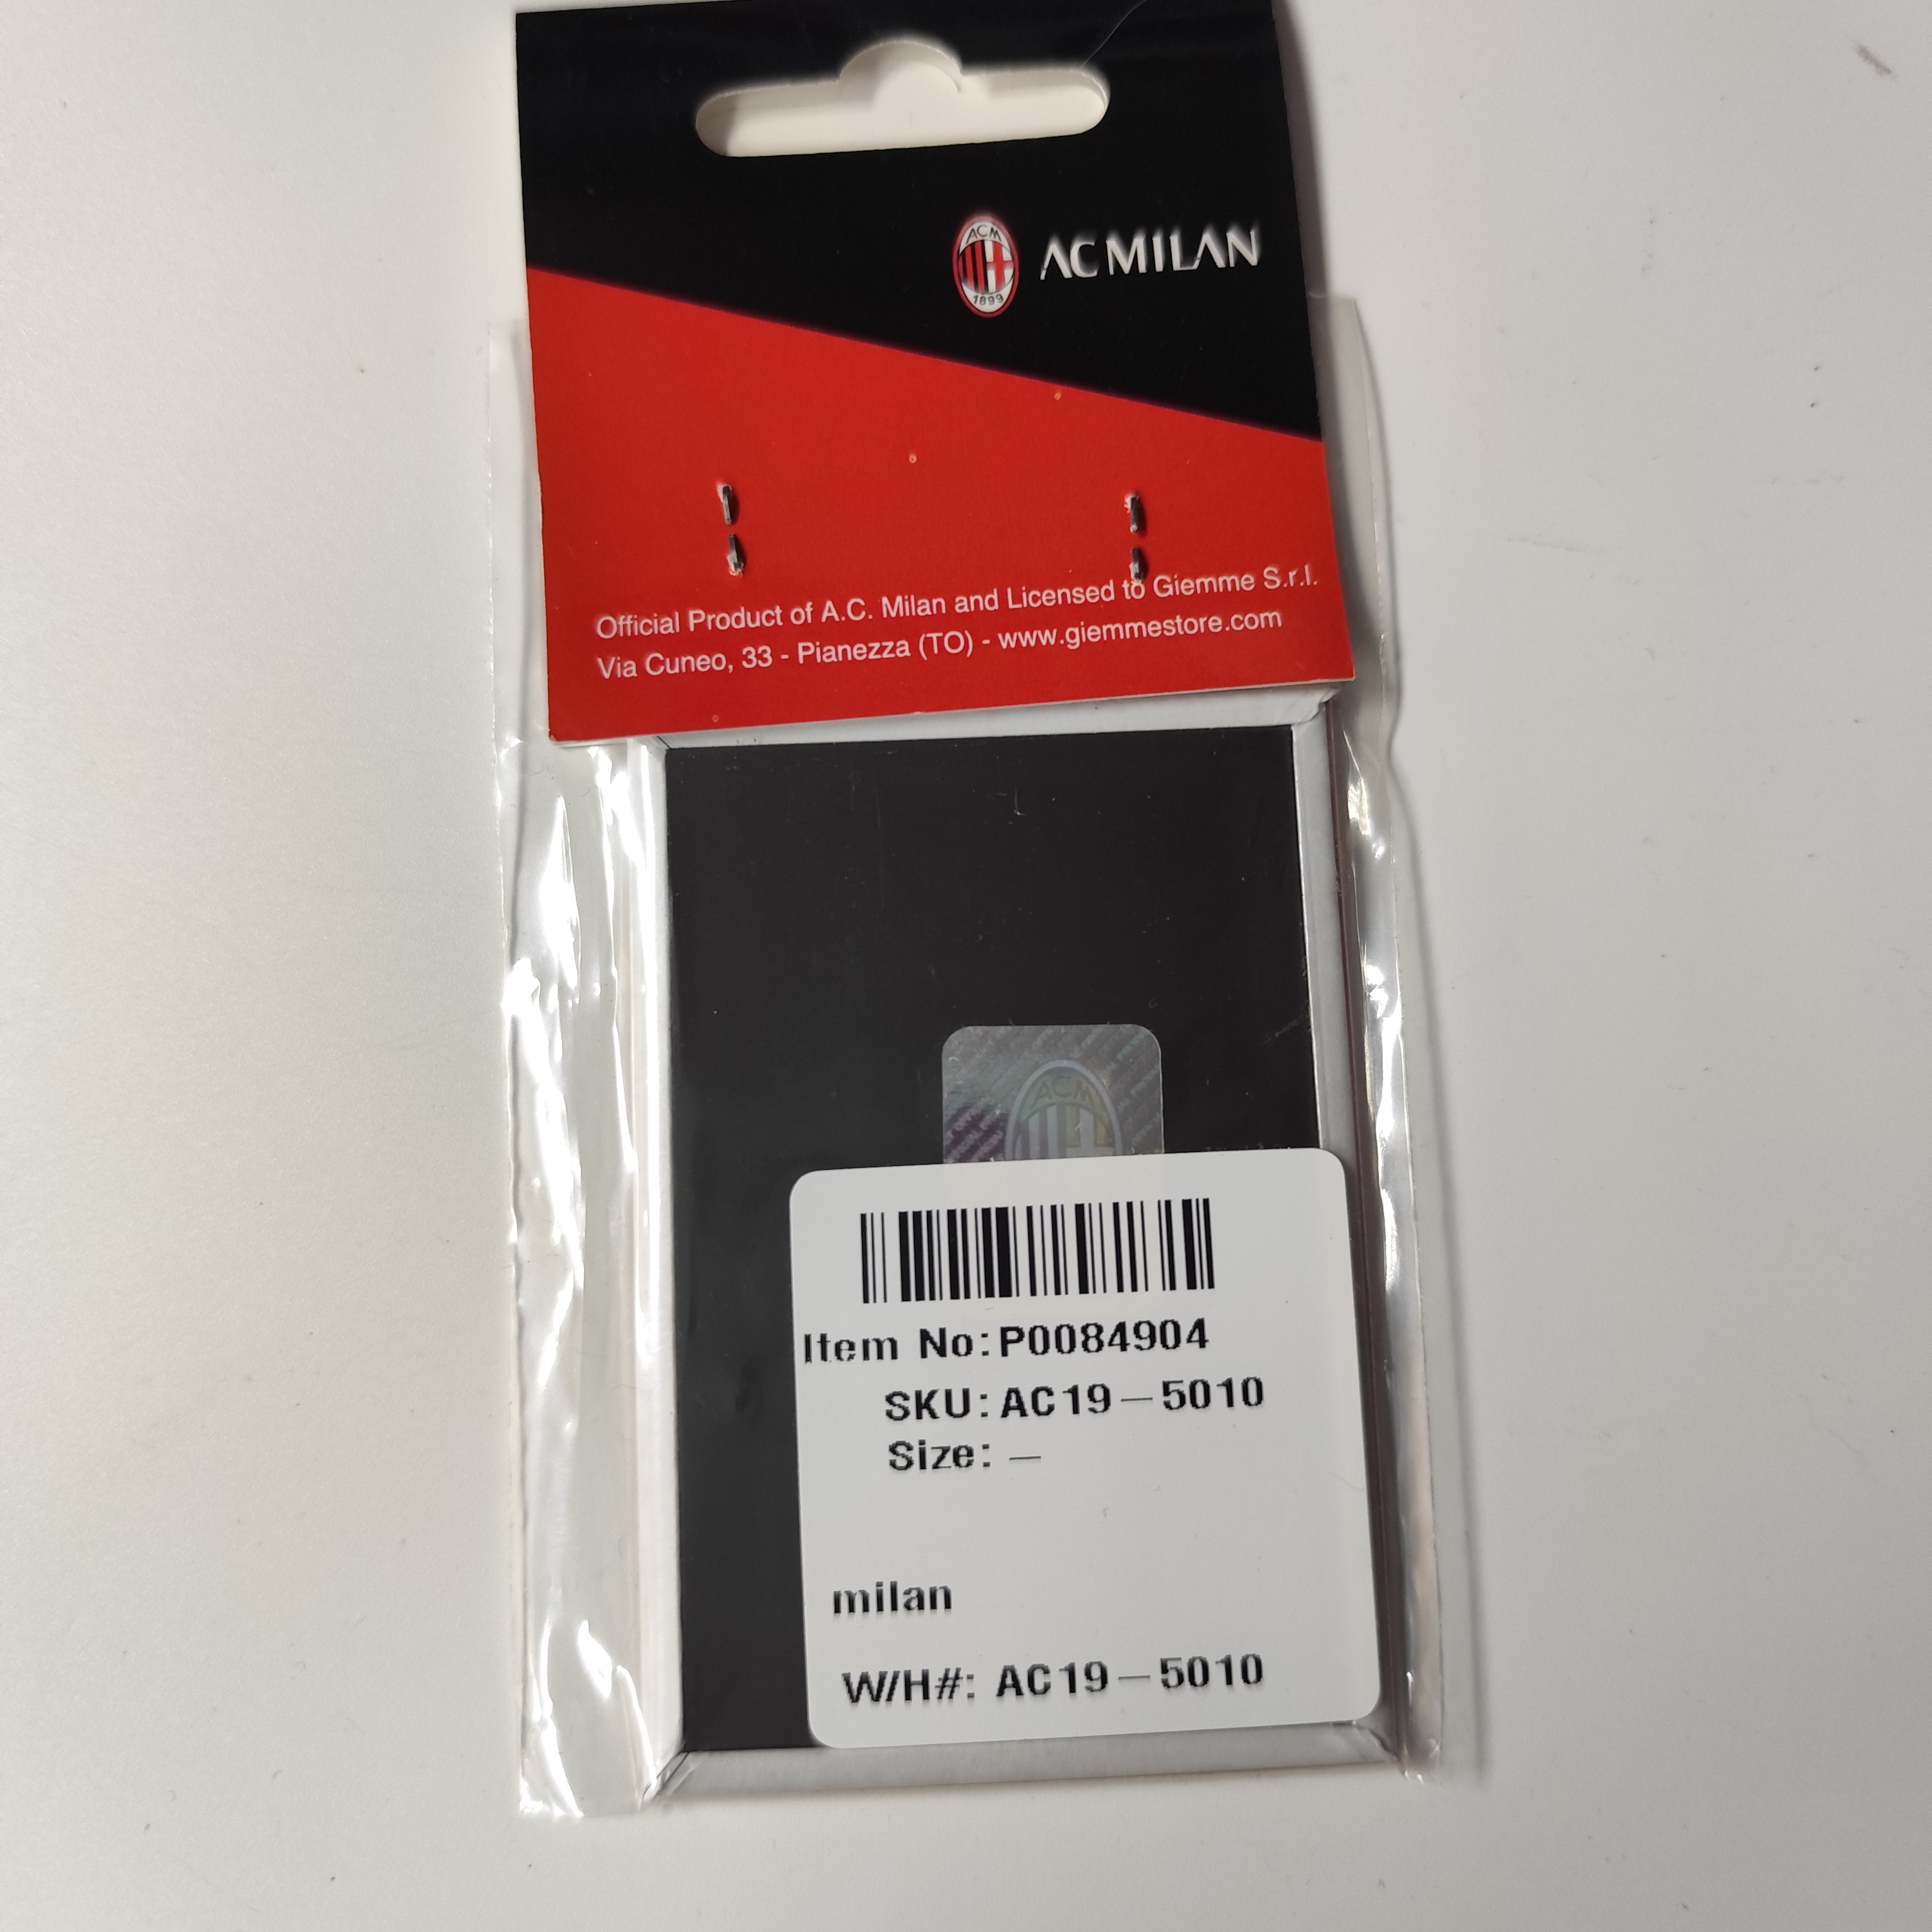 ACM
1899
AC MILAN
Official Product of A.C. Milan and Licensed to Giemme S.r.l.
Via Cuneo, 33 - Pianezza (TO) - www.giemmestore.com
ACM
Item No:P0084904
SKU:AC19-5010
Size: -
milan
W/H#: AC19-5010